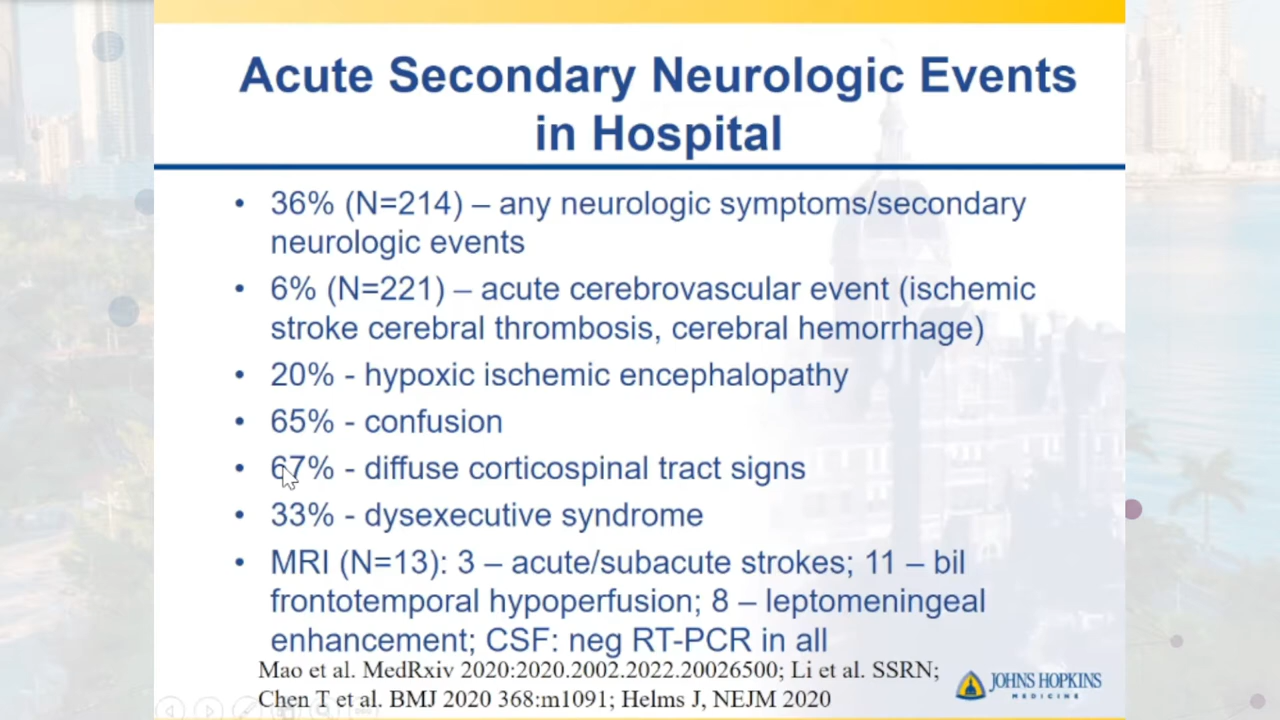 Acute Secondary Neurologic Events
in Hospital
• 36% (N=214) – any neurologic symptoms/secondary
neurologic events
• 6% (N=221) – acute cerebrovascular event (ischemic
stroke cerebral thrombosis, cerebral hemorrhage)
• 20% - hypoxic ischemic encephalopathy
• 65% - confusion
• 67% - diffuse corticospinal tract signs
• 33% - dysexecutive syndrome
• MRI (N=13): 3 – acute/subacute strokes; 11 – bil
frontotemporal hypoperfusion; 8 – leptomeningeal
enhancement; CSF: neg RT-PCR in all
Mao et al. MedRxiv 2020:2020.2002.2022.20026500; Li et al. SSRN;
Chen T et al. BMJ 2020 368:m1091; Helms J, NEJM 2020
JOHNS HOPKINS
MEDICINE